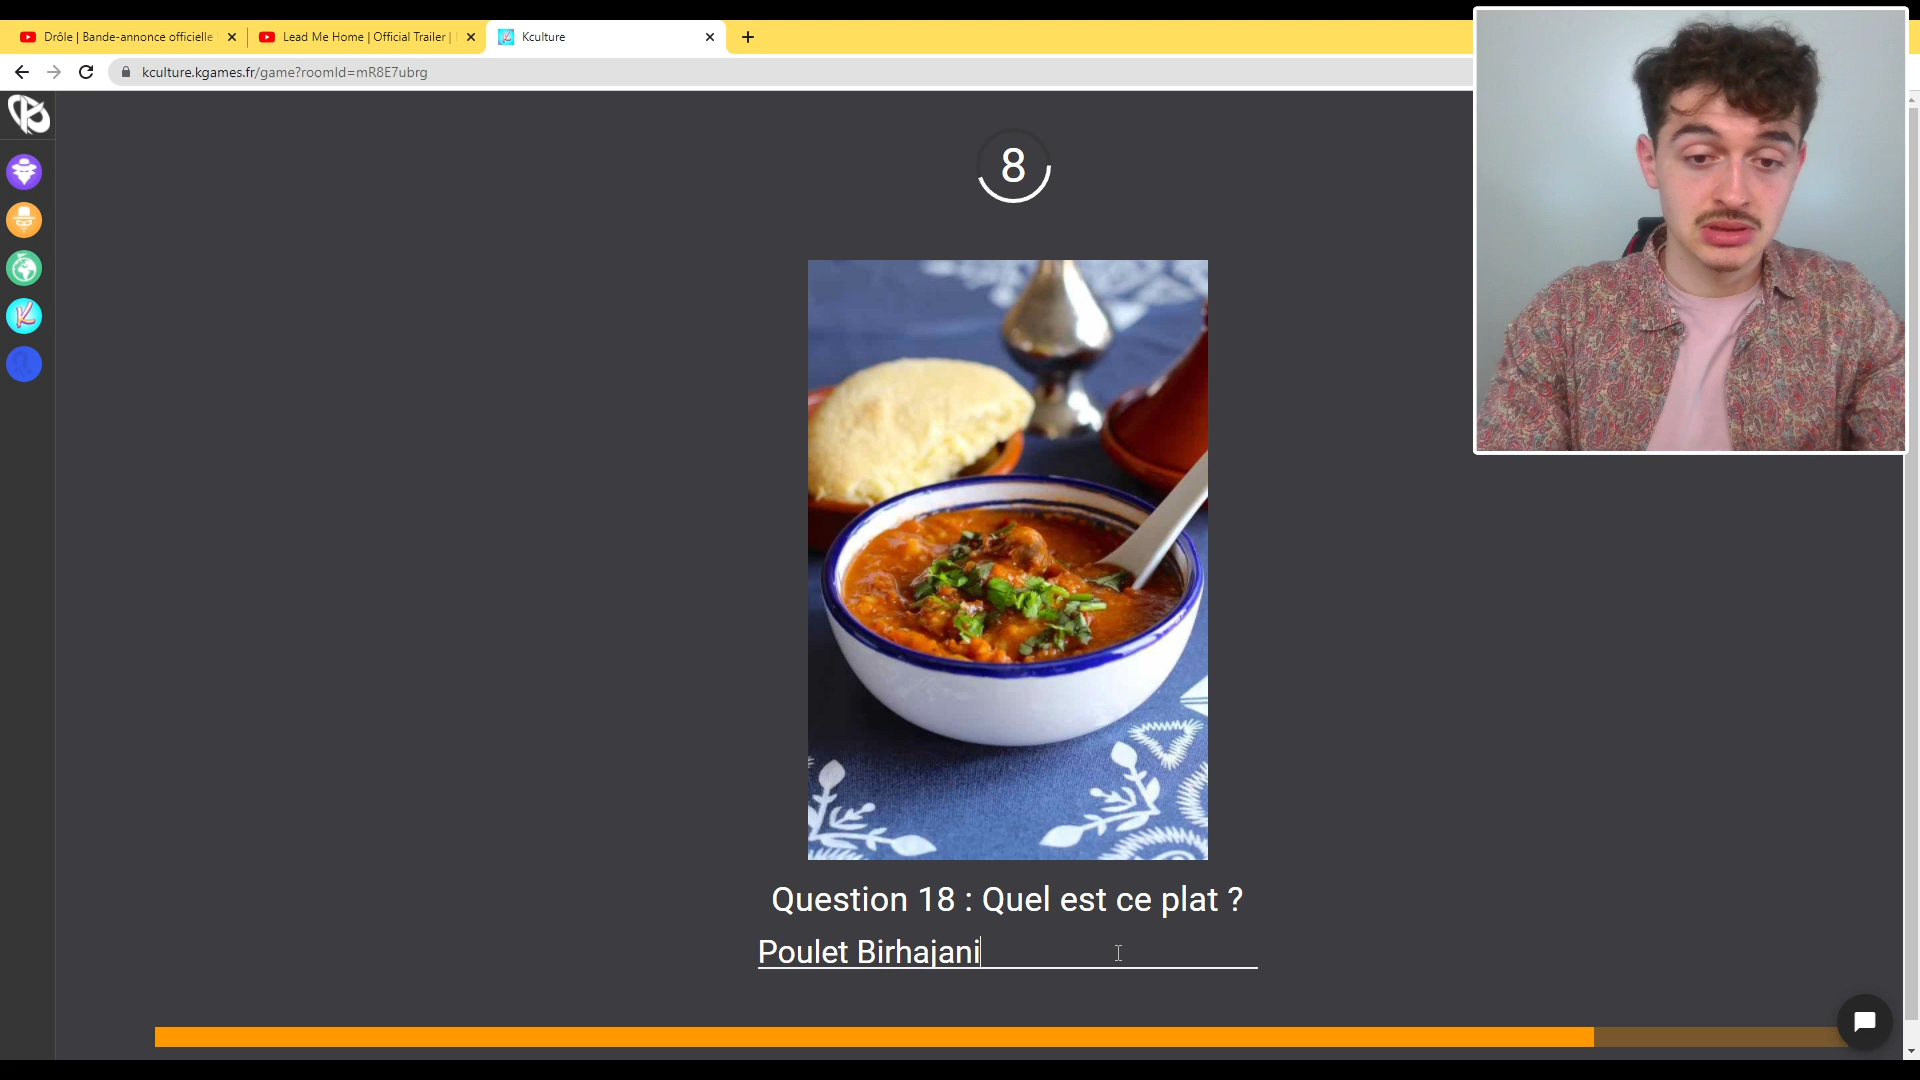 Drôle | Bande-annonce officielle
Lead Me Home | Official Trailer |
Kculture
kculture.kgames.fr/game?roomId=mR8E7ubrg
8
Question 18 : Quel est ce plat ?
Poulet Birhajani